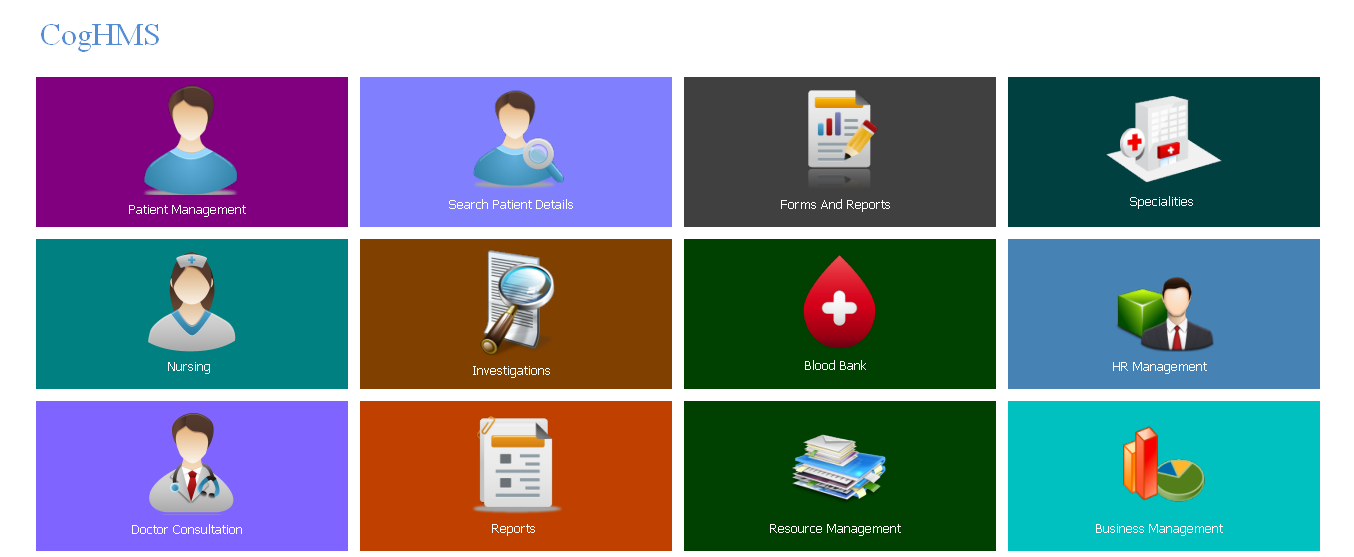 CogHMS
Patient Management
Search Patient Details
Forms And Reports
Specialities
Nursing
Investigations
Blood Bank
HR Management
Doctor Consultation
Reports
Resource Management
Business Management